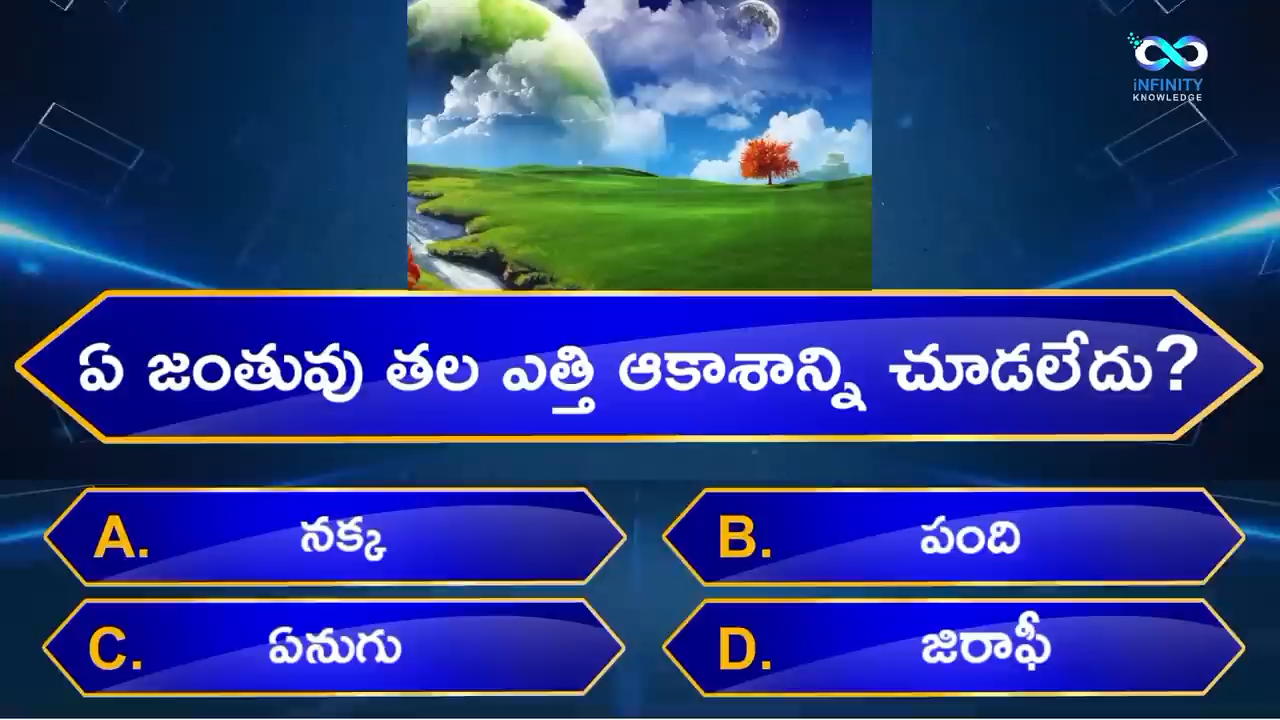 iNFINITY
KNOWLEDGE
ఏ జంతువు తల ఎత్తి ఆకాశాన్ని చూడలేదు?
A. నక్క
B. పంది
C. ఏనుగు
D. జిరాఫీ